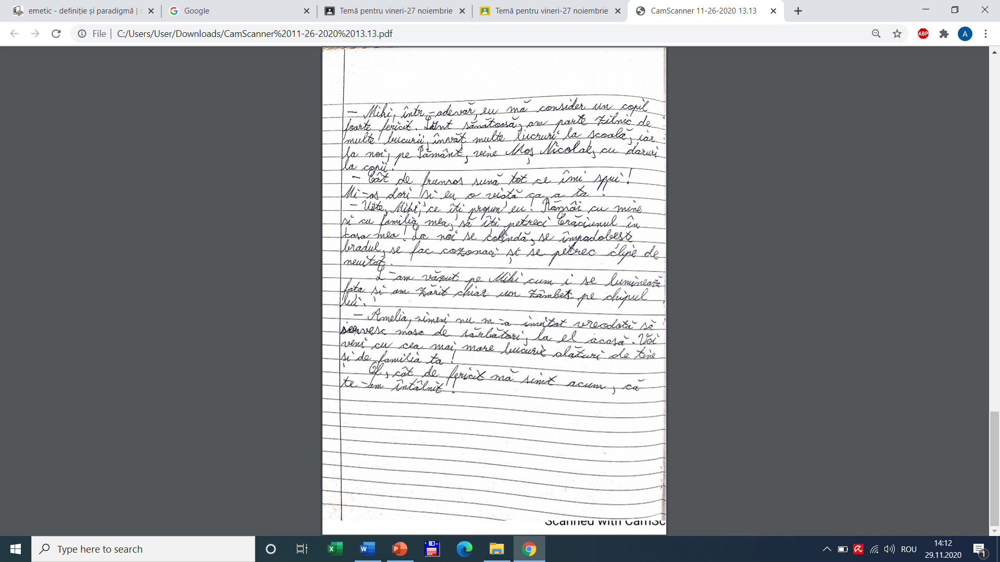 emetic - definiție și paradigmă |
Google
Temă pentru vineri-27 noiembrie
Temă pentru vineri-27 noiembrie
CamScanner 11-26-2020 13.13
File
C:/Users/User/Downloads/CamScanner%2011-26-2020%2013.13.pdf
ABP
A
– Mihi, într-adevăr, eu mă consider un copil
foarte fericit. Sunt sănătoasă, am parte zilnic de
multe bucurii, învăț multe lucruri la școală, iar
la noi, pe Pământ, vine Moș Nicolae, cu daruri
la copii!
– Cât de frumos sună tot ce îmi spui!
Mi-aș dori și eu o viață ca a ta!
– Uite, Mihi, ce îți propun eu! Rămâi cu mine
și cu familia mea, să îți petreci Crăciunul în
casa mea! La noi se colindă, se împodobește
bradul, se fac cozonaci și se petrec clipe de
neuitat.
L-am văzut pe Mihi cum i se luminează
fața și am zărit chiar un zâmbet pe chipul
lui.
– Amelia, nimeni nu m-a invitat vreodată să
servesc masa de sărbători, la el acasă. Voi
veni cu cea mai mare bucurie alături de tine
și de familia ta!
Of, cât de fericit mă simt acum, că
te-am întâlnit!
Scanned with CamSc
Type here to search
ROU
14:12
29.11.2020
1